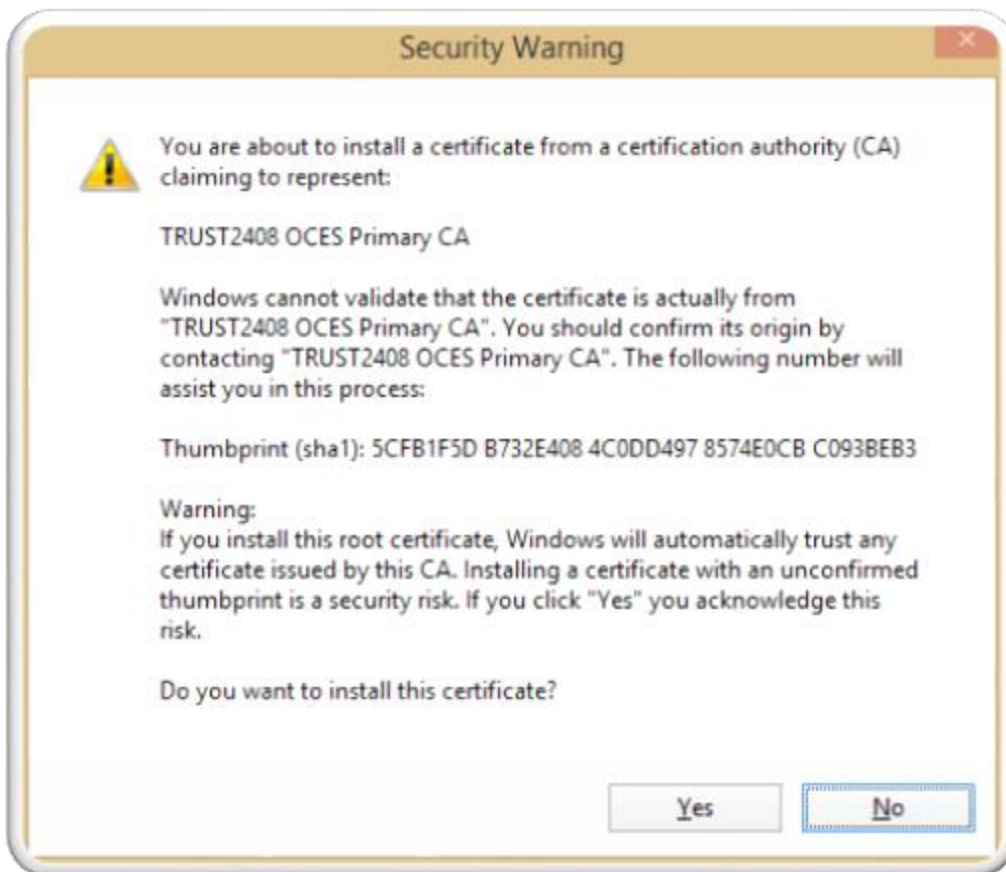 Security Warning
You are about to install a certificate from a certification authority (CA)
claiming to represent:
TRUST2408 OCES Primary CA
Windows cannot validate that the certificate is actually from
"TRUST2408 OCES Primary CA". You should confirm its origin by
contacting "TRUST2408 OCES Primary CA". The following number will
assist you in this process:
Thumbprint (sha1): 5CFB1F5D B732E408 4C0DD497 8574E0CB C093BEB3
Warning:
If you install this root certificate, Windows will automatically trust any
certificate issued by this CA. Installing a certificate with an unconfirmed
thumbprint is a security risk. If you click "Yes" you acknowledge this
risk.
Do you want to install this certificate?
Yes No